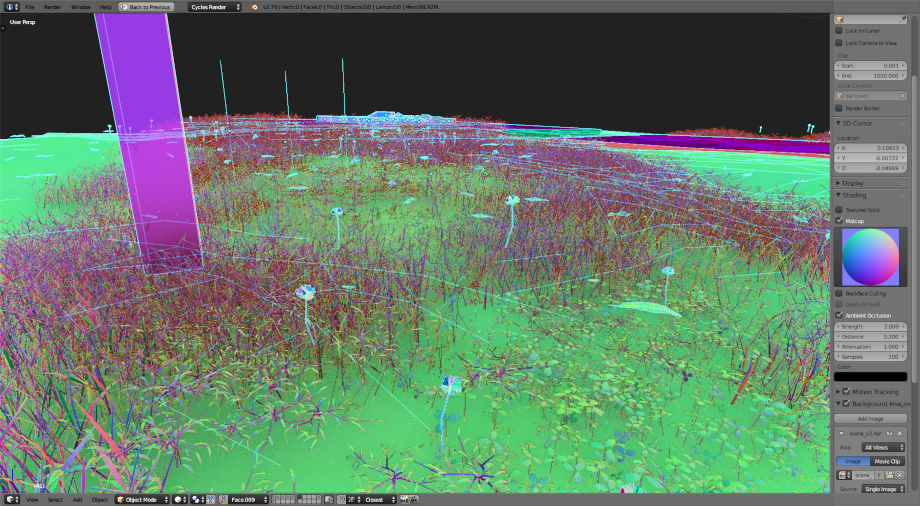 File Render Window Help Back to Previous Cycles Render v2.79 | Verts:0 | Faces:0 | Tris:0 | Objects:0/0 | Lamps:0/0 | Mem:98.92M
User Persp
Lock to Cursor
Lock Camera to View
Clip:
Start: 0.001
End: 1000.000
Local Camera:
Render Border
3D Cursor
Location:
X: 0.10653
Y: -0.00722
Z: -0.04869
Display
Shading
Textured Solid
Matcap
Backface Culling
Depth Of Field
Ambient Occlusion
Strength: 2.000
Distance: 0.200
Attenuation: 1.000
Samples: 100
Color:
Motion Tracking
Background Images
Add Image
Axis: All Views
Image Movie Clip
scene F
Source: Single Image
View Select Add Object Object Mode Face.009 Closest